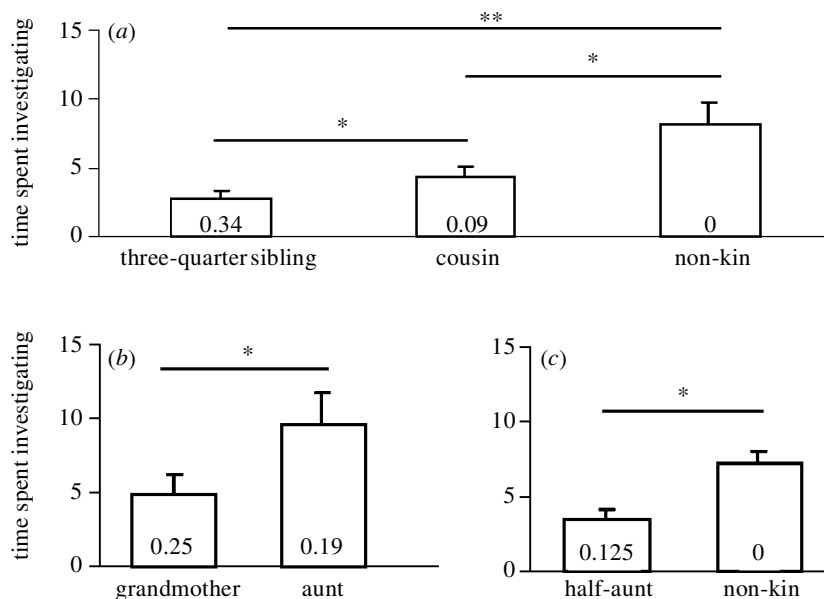 (a)
**
*
*
time spent investigating
15
10
5
0
0.34
0.09
0
three-quarter sibling
cousin
non-kin
(b)
*
time spent investigating
15
10
5
0
0.25
0.19
grandmother
aunt
(c)
*
15
10
5
0
0.125
0
half-aunt
non-kin